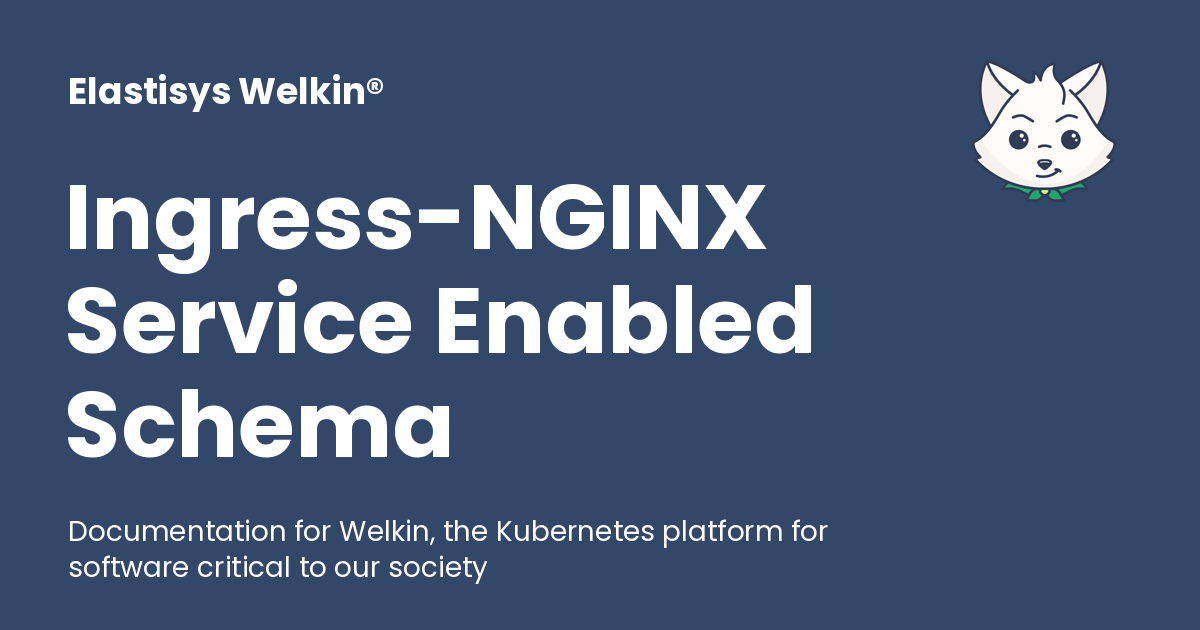 Elastisys Welkin®
Ingress-NGINX
Service Enabled
Schema
Documentation for Welkin, the Kubernetes platform for
software critical to our society